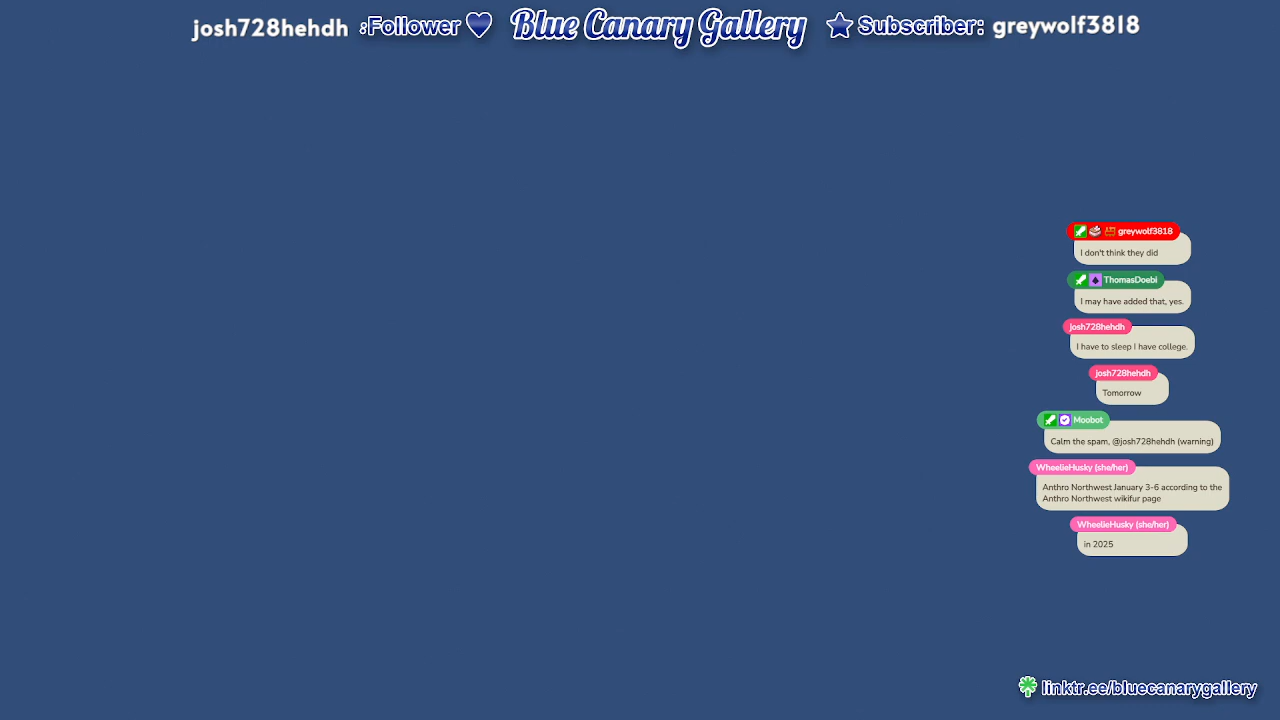 josh728hehdh :Follower Blue Canary Gallery Subscriber: greywolf3818
greywolf3818
I don't think they did
ThomasDoebi
I may have added that, yes.
Josh728hehdh
I have to sleep I have college.
Josh728hehdh
Tomorrow
Moobot
Calm the spam, @josh728hehdh (warning)
WheelieHusky (she/her)
Anthro Northwest January 3-6 according to the
Anthro Northwest wikifur page
WheelieHusky (she/her)
in 2025
linktr.ee/bluecanarygallery